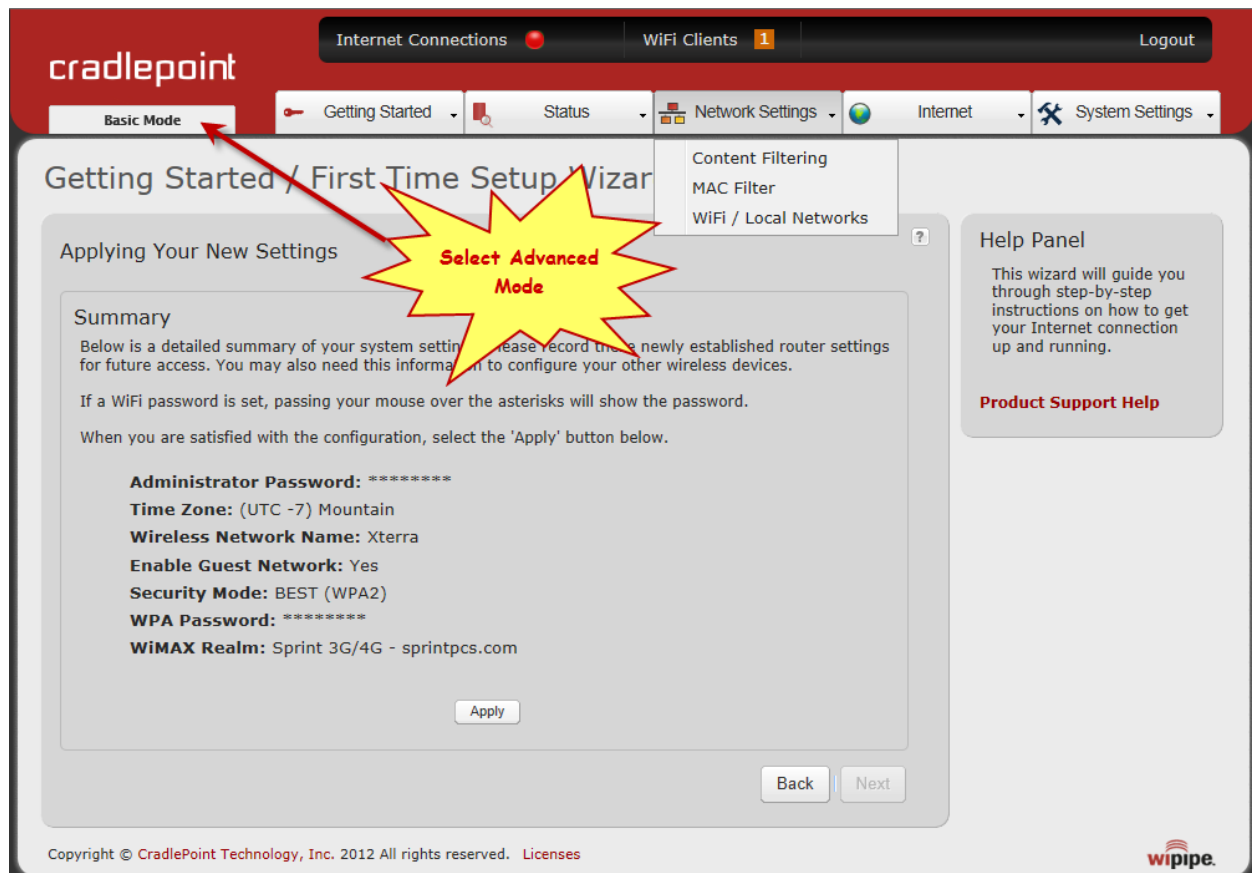 Internet Connections WiFi Clients 1 Logout
cradlepoint
Basic Mode Getting Started Status Network Settings Internet System Settings
Content Filtering
MAC Filter
WiFi / Local Networks
Getting Started / First Time Setup Wizar
Applying Your New Settings
?
Select Advanced
Mode
Summary
Below is a detailed summary of your system settin ease record newly established router settings
for future access. You may also need this informa to configure your other wireless devices.
If a WiFi password is set, passing your mouse over the asterisks will show the password.
When you are satisfied with the configuration, select the 'Apply' button below.
Administrator Password: ********
Time Zone: (UTC -7) Mountain
Wireless Network Name: Xterra
Enable Guest Network: Yes
Security Mode: BEST (WPA2)
WPA Password: ********
WiMAX Realm: Sprint 3G/4G - sprintpcs.com
Apply
Back Next
Help Panel
This wizard will guide you
through step-by-step
instructions on how to get
your Internet connection
up and running.
Product Support Help
Copyright © CradlePoint Technology, Inc. 2012 All rights reserved. Licenses
wipipe.